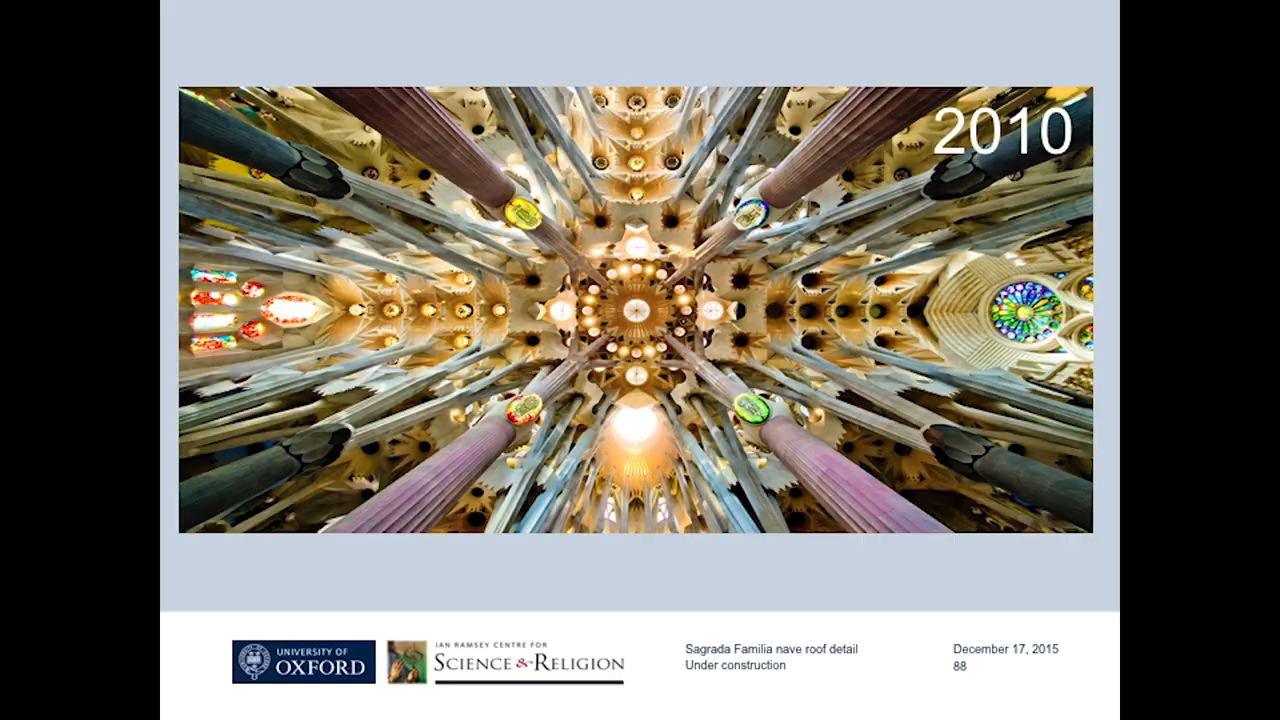 2010
UNIVERSITY OF
OXFORD
IAN RAMSEY CENTRE FOR
SCIENCE & RELIGION
Sagrada Familia nave roof detail
Under construction
December 17, 2015
88